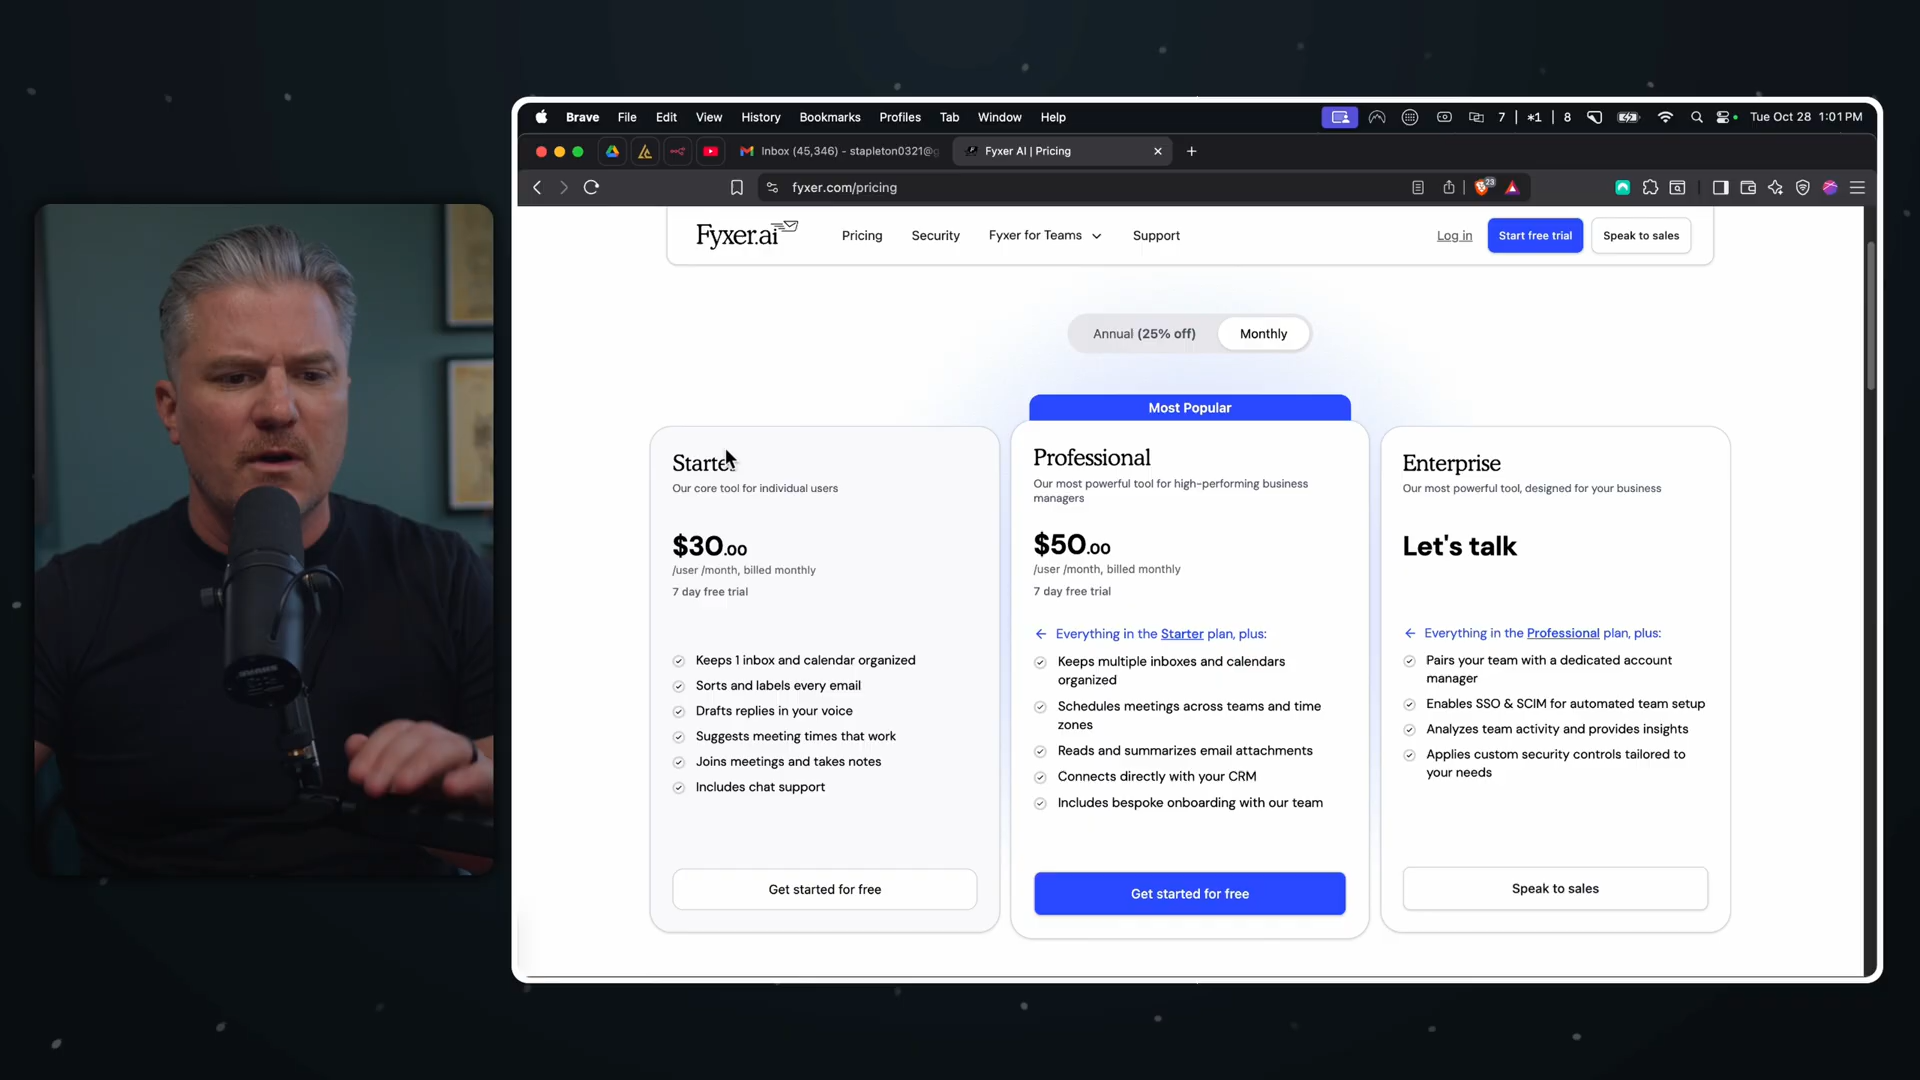 Brave File Edit View History Bookmarks Profiles Tab Window Help
7 | *1 | 8 Tue Oct 28 1:01 PM
Inbox (45,346) - stapleton0321@g
Fyxer AI | Pricing
fyxer.com/pricing
23
Fyxer.ai
Pricing Security Fyxer for Teams Support
Log in Start free trial Speak to sales
Annual (25% off) Monthly
Most Popular
Starter
Our core tool for individual users
$30.00
/user /month, billed monthly
7 day free trial
Keeps 1 inbox and calendar organized
Sorts and labels every email
Drafts replies in your voice
Suggests meeting times that work
Joins meetings and takes notes
Includes chat support
Get started for free
Professional
Our most powerful tool for high-performing business
managers
$50.00
/user /month, billed monthly
7 day free trial
Everything in the Starter plan, plus:
Keeps multiple inboxes and calendars
organized
Schedules meetings across teams and time
zones
Reads and summarizes email attachments
Connects directly with your CRM
Includes bespoke onboarding with our team
Get started for free
Enterprise
Our most powerful tool, designed for your business
Let's talk
Everything in the Professional plan, plus:
Pairs your team with a dedicated account
manager
Enables SSO & SCIM for automated team setup
Analyzes team activity and provides insights
Applies custom security controls tailored to
your needs
Speak to sales